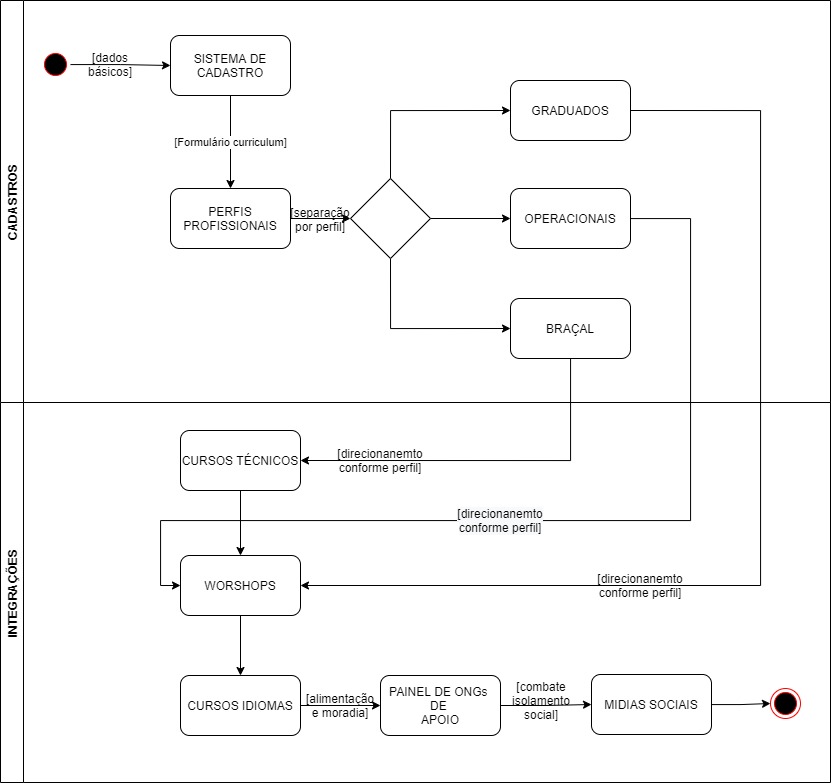 CADASTROS
[dados
básicos]
SISTEMA DE
CADASTRO
[Formulário curriculum]
PERFIS
PROFISSIONAIS
[separação
por perfil]
GRADUADOS
OPERACIONAIS
BRAÇAL
INTEGRAÇÕES
CURSOS TÉCNICOS
[direcionanemto
conforme perfil]
[direcionanemto
conforme perfil]
WORSHOPS
[direcionanemto
conforme perfil]
CURSOS IDIOMAS
[alimentação
e moradia]
PAINEL DE ONGs
DE
APOIO
[combate
isolamento
social]
MIDIAS SOCIAIS